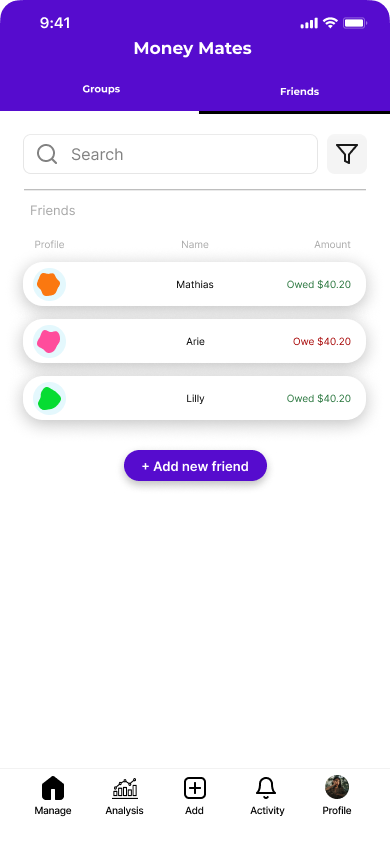 9:41
Money Mates
Groups
Friends
Search
Friends
Profile Name Amount
Mathias Owed $40.20
Arie Owe $40.20
Lilly Owed $40.20
+ Add new friend
Manage Analysis Add Activity Profile